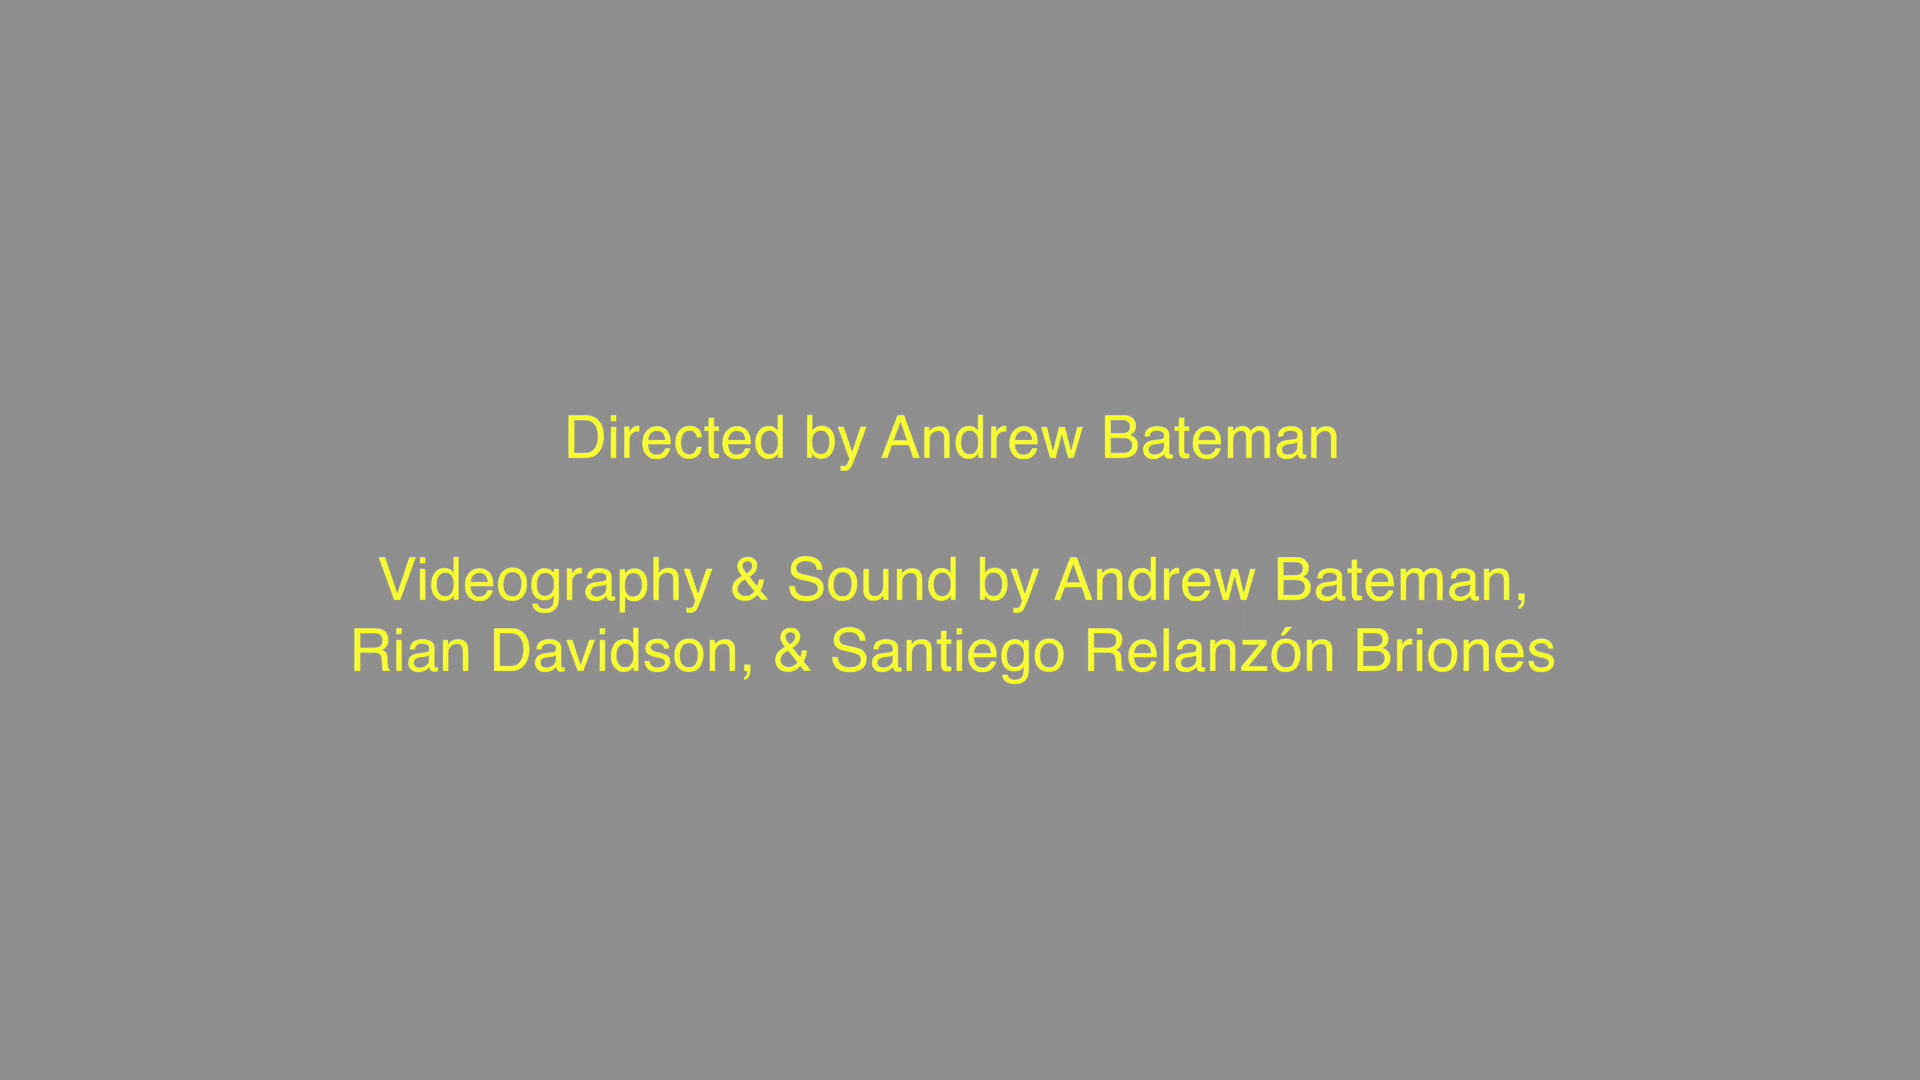 Directed by Andrew Bateman
Videography & Sound by Andrew Bateman,
Rian Davidson, & Santiego Relanzón Briones